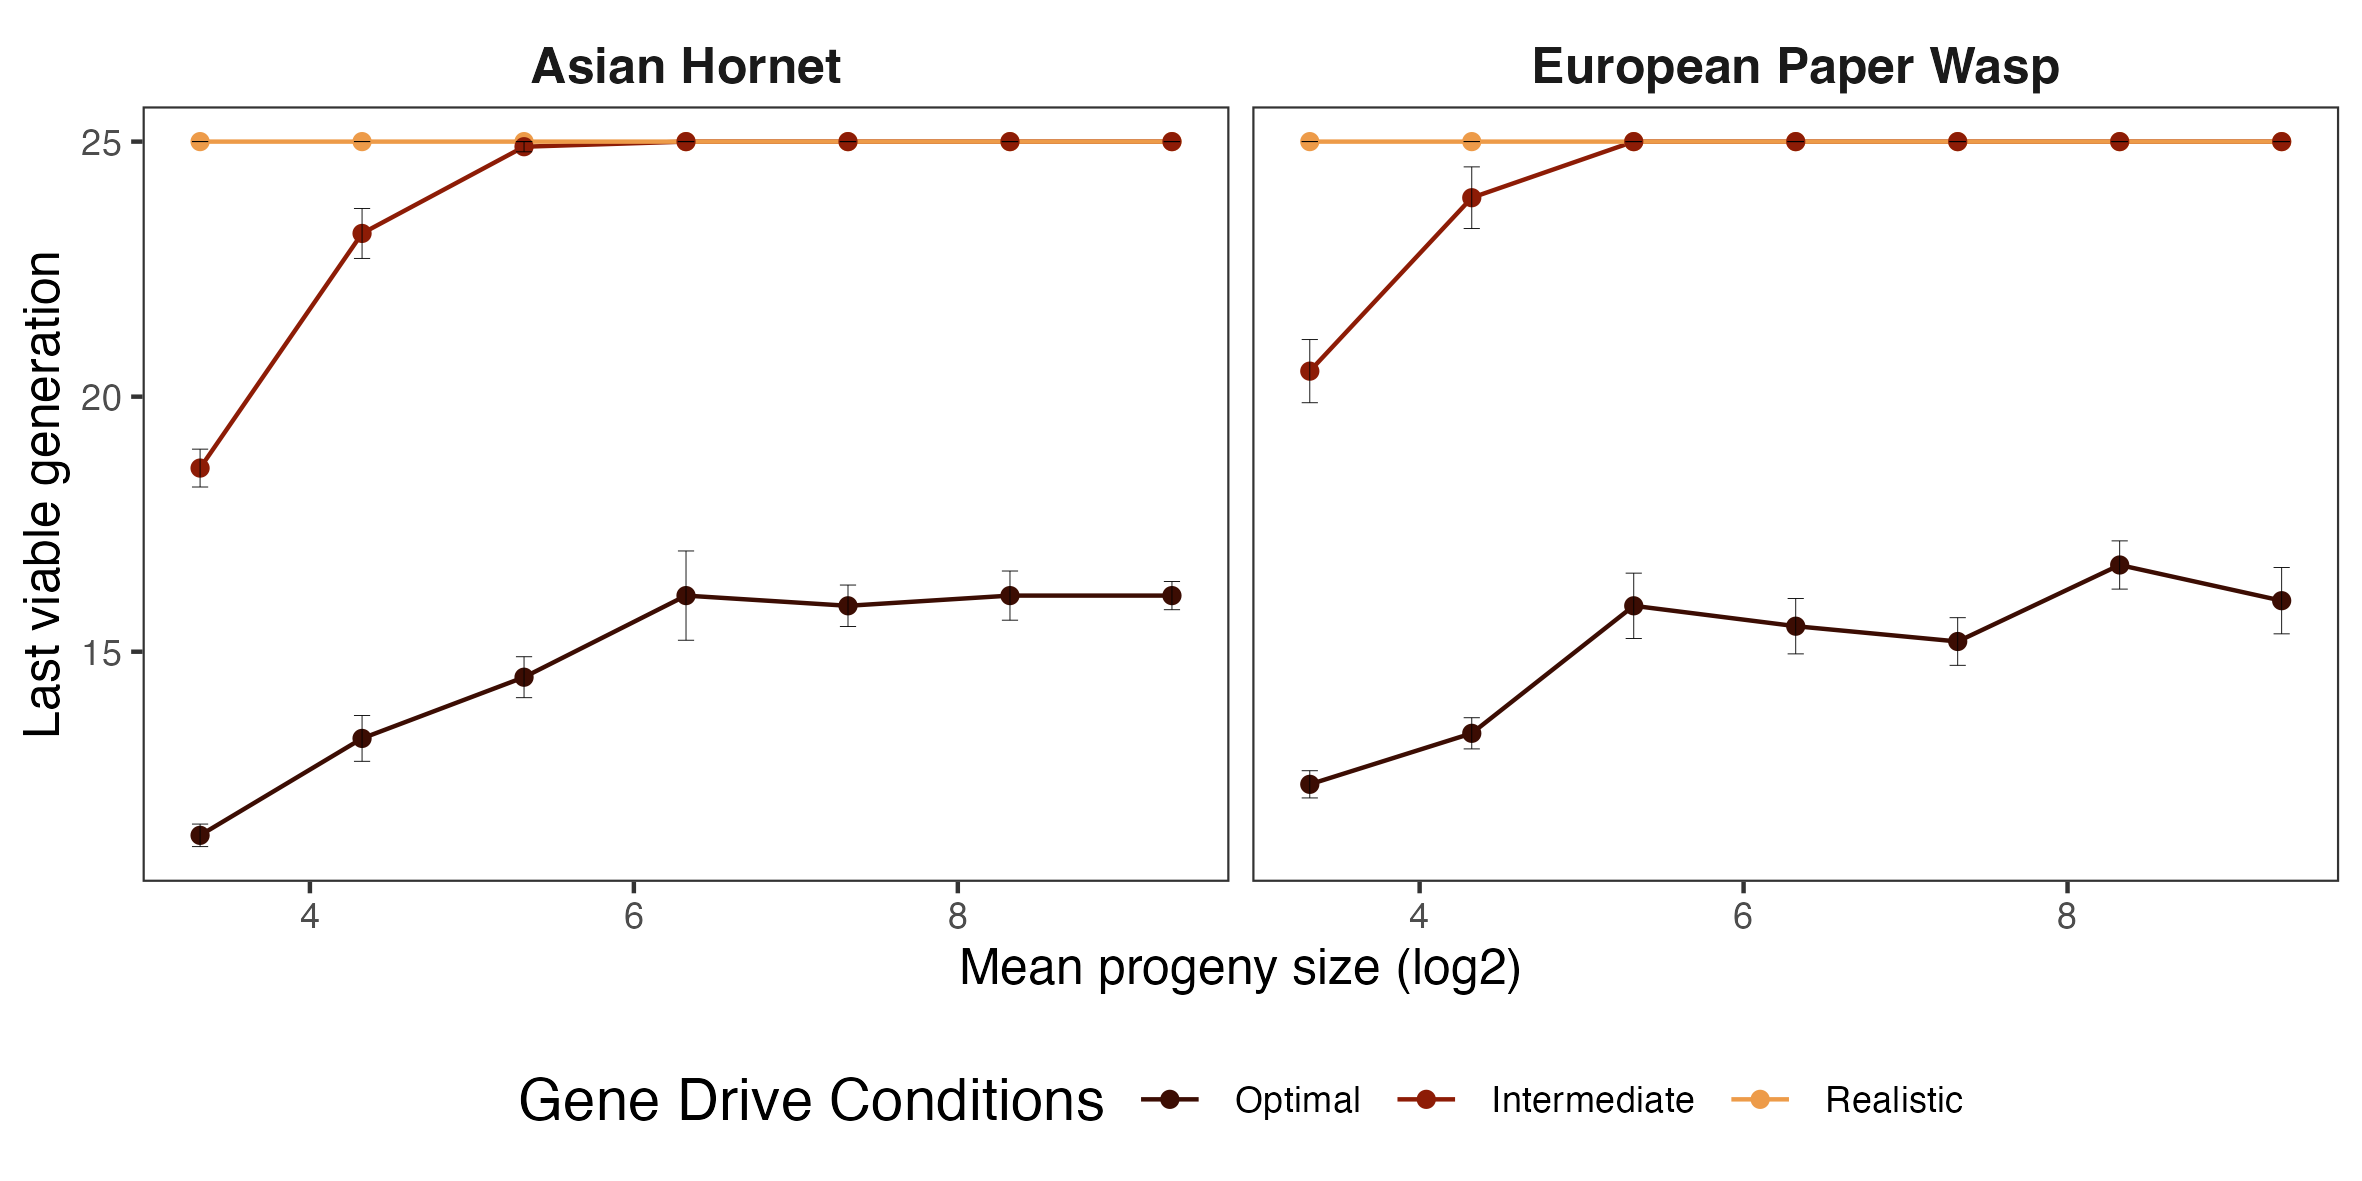 Asian Hornet
European Paper Wasp
Last viable generation
25
20
15
4
6
8
4
6
8
Mean progeny size (log2)
Gene Drive Conditions
Optimal
Intermediate
Realistic